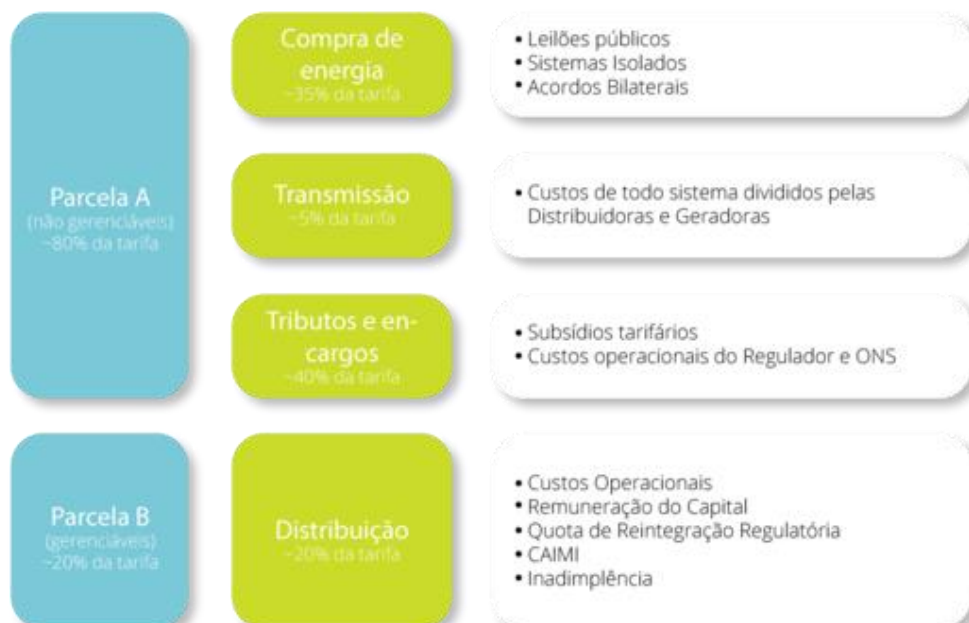 Compra de
energia
~35% da tarifa
• Leilões públicos
• Sistemas Isolados
• Acordos Bilaterais
Parcela A
(não gerenciáveis)
~80% da tarifa
Transmissão
~5% da tarifa
• Custos de todo sistema divididos pelas
Distribuidoras e Geradoras
Tributos e en-
cargos
~40% da tarifa
• Subsídios tarifários
• Custos operacionais do Regulador e ONS
Parcela B
(gerenciáveis)
~20% da tarifa
Distribuição
~20% da tarifa
• Custos Operacionais
• Remuneração do Capital
• Quota de Reintegração Regulatória
• CAIMI
• Inadimplência